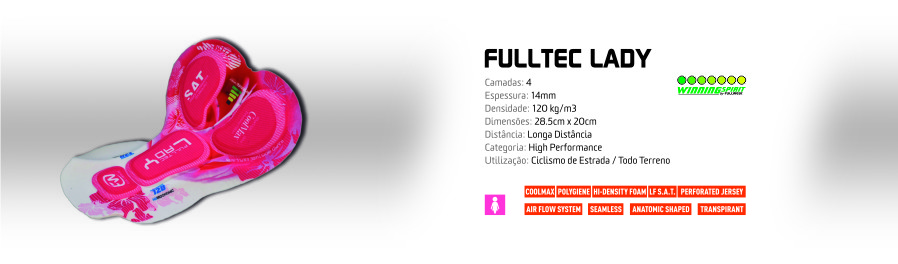 FULLTEC LADY
Camadas: 4
Espessura: 14mm
Densidade: 120 kg/m3
Dimensões: 28.5cm x 20cm
Distância: Longa Distância
Categoria: High Performance
Utilização: Ciclismo de Estrada / Todo Terreno
WINNINGSPIRIT
COOLMAX POLYGIENE HI-DENSITY FOAM LF S.A.T. PERFORATED JERSEY
AIR FLOW SYSTEM SEAMLESS ANATOMIC SHAPED TRANSPIRANT
S.A.T
CoolMax
LADY
120